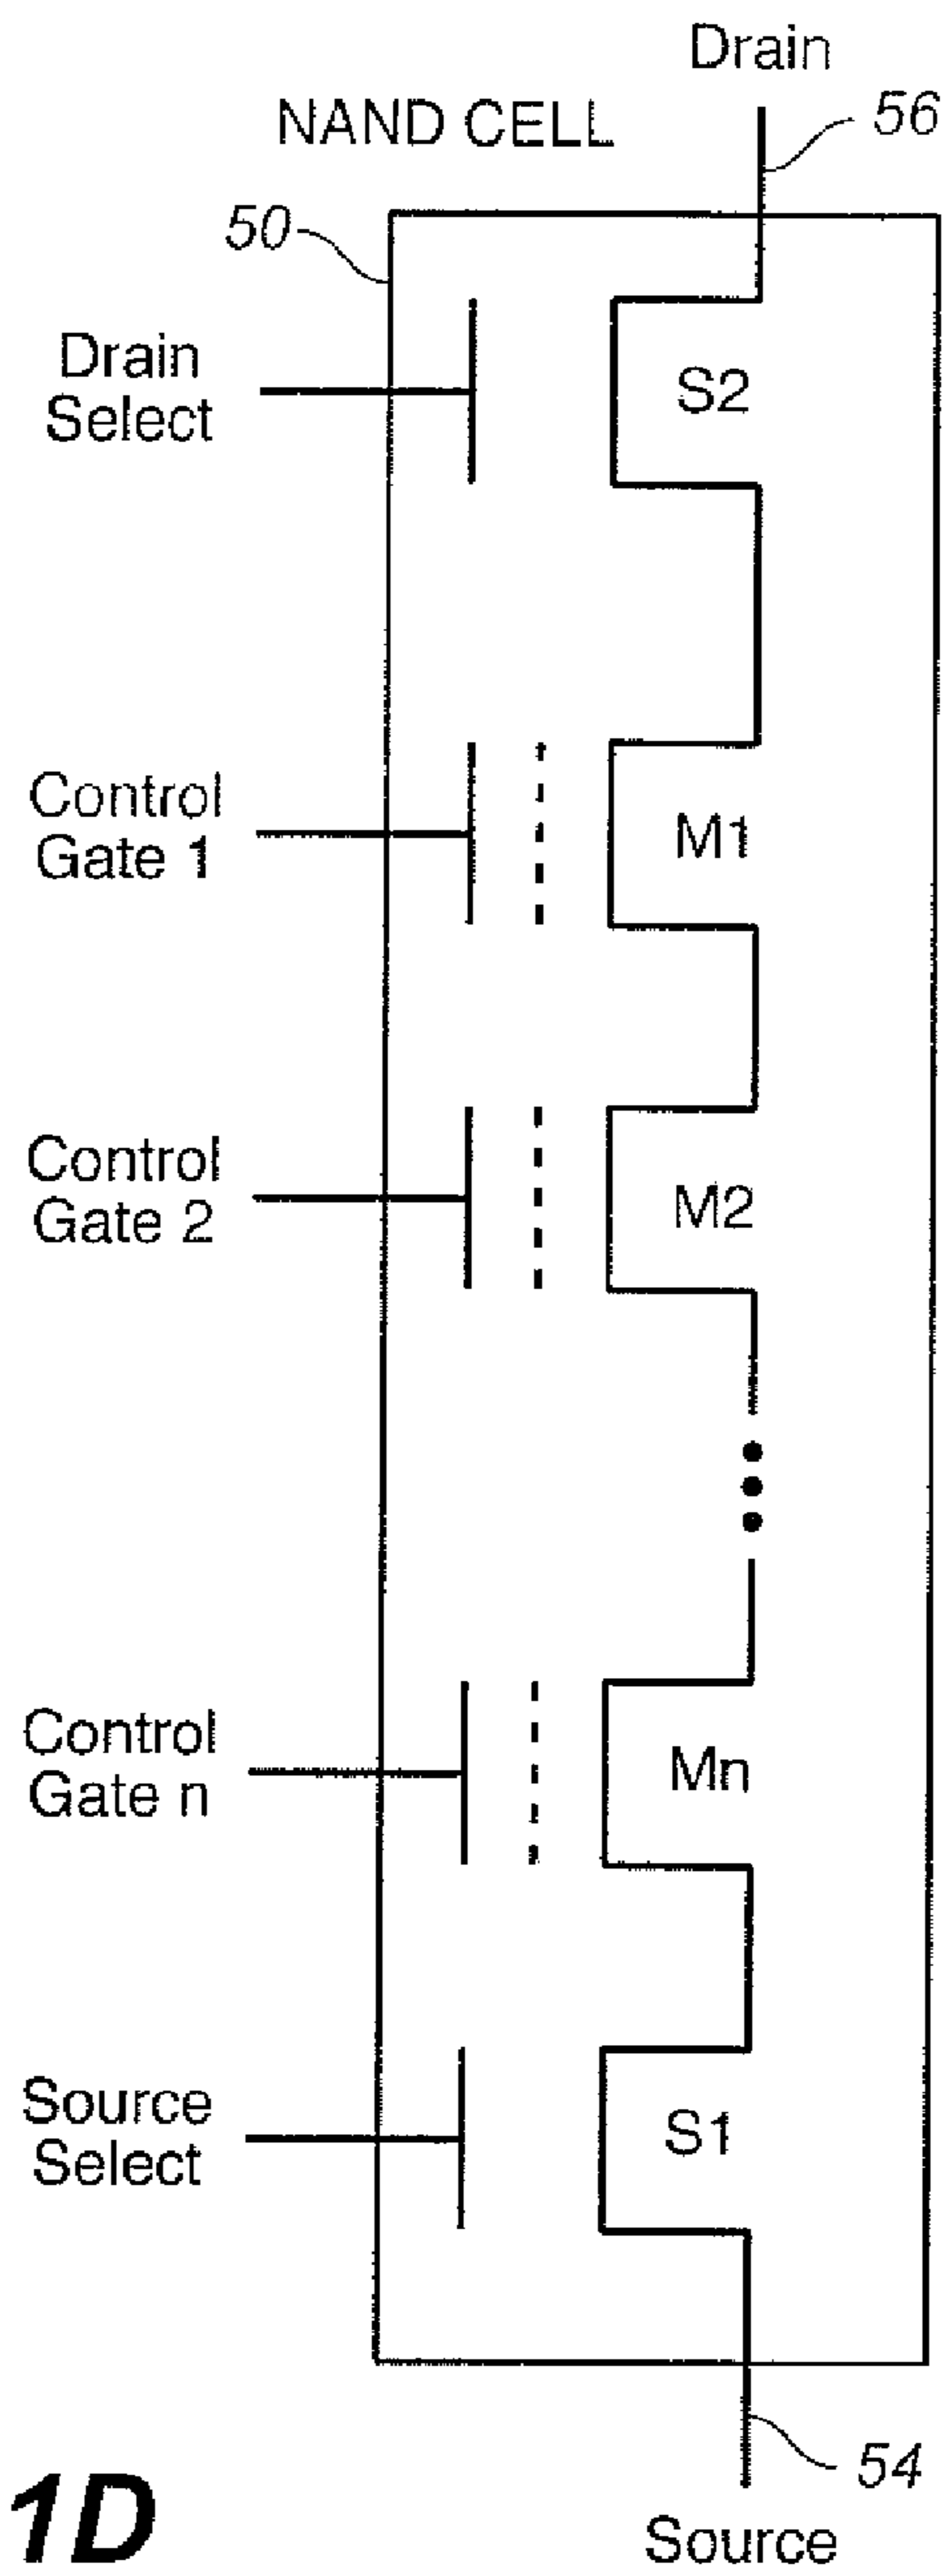 Drain
56
NAND CELL
50
Drain
Select
S2
Control
Gate 1
M1
Control
Gate 2
M2
Control
Gate n
Mn
Source
Select
S1
54
1D
Source